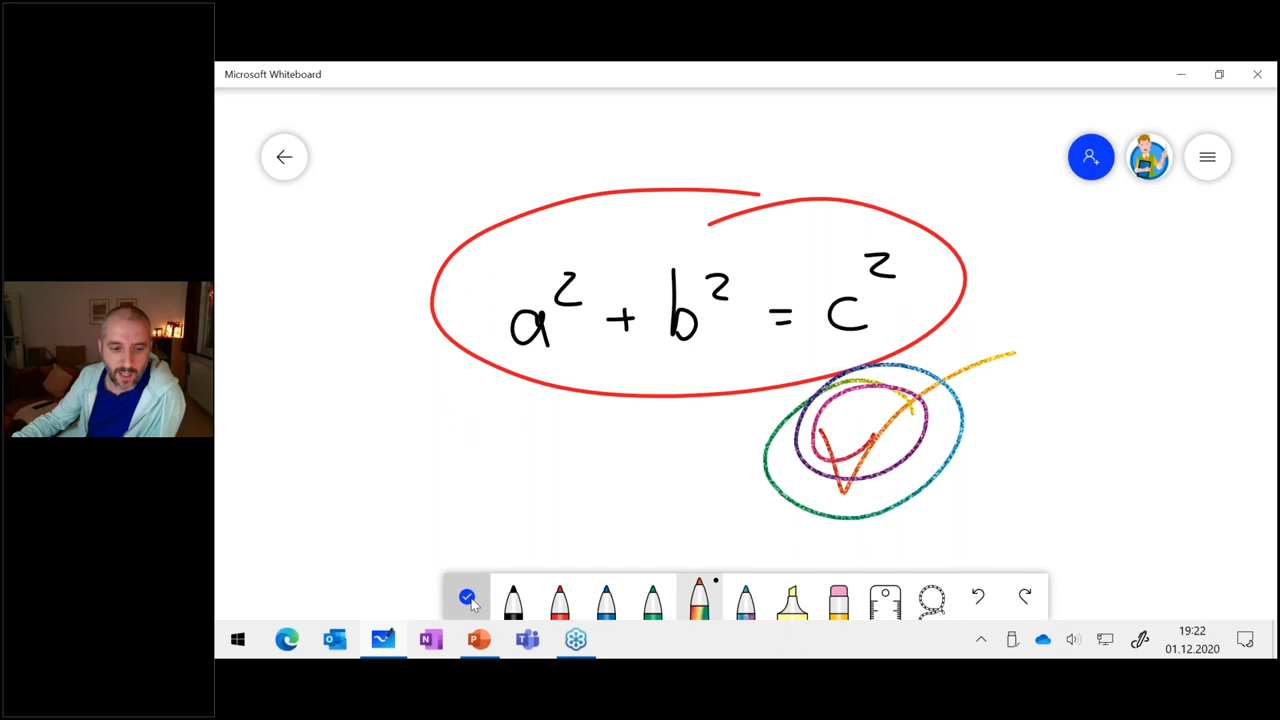 Microsoft Whiteboard
a² + b² = c²
19:22
01.12.2020